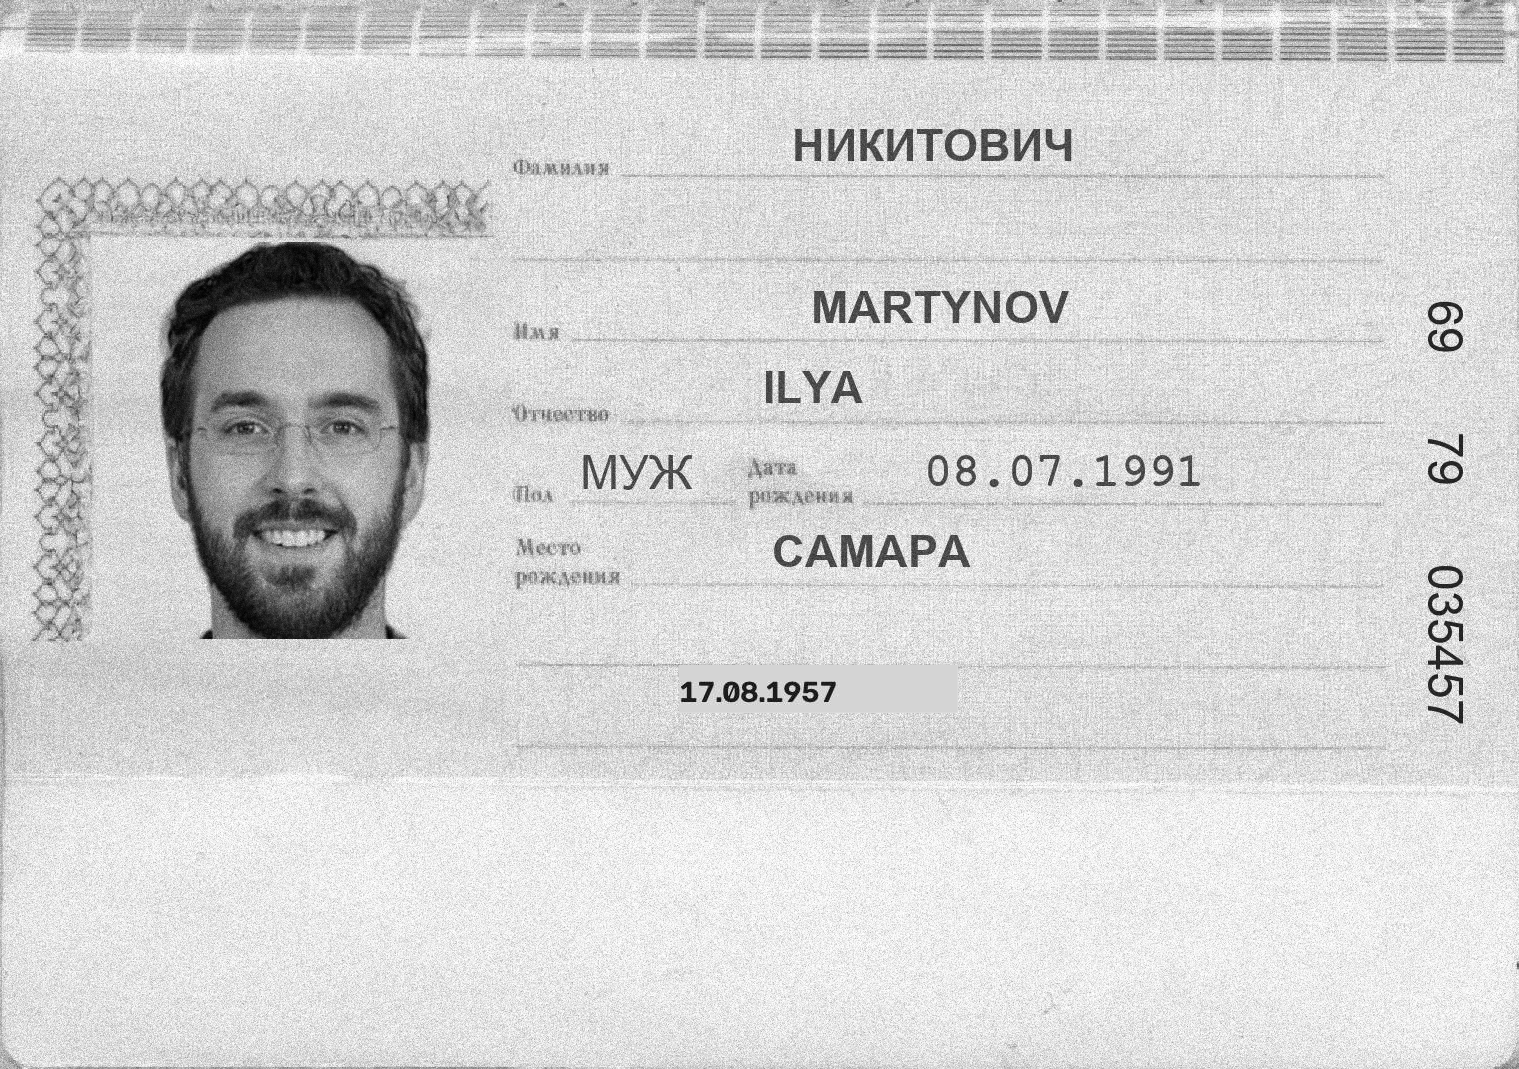 Фамилия НИКИТОВИЧ
Имя MARTYNOV
Отчество ILYA
Пол МУЖ Дата рождения 08.07.1991
Место рождения САМАРА
17.08.1957
69 79 035457